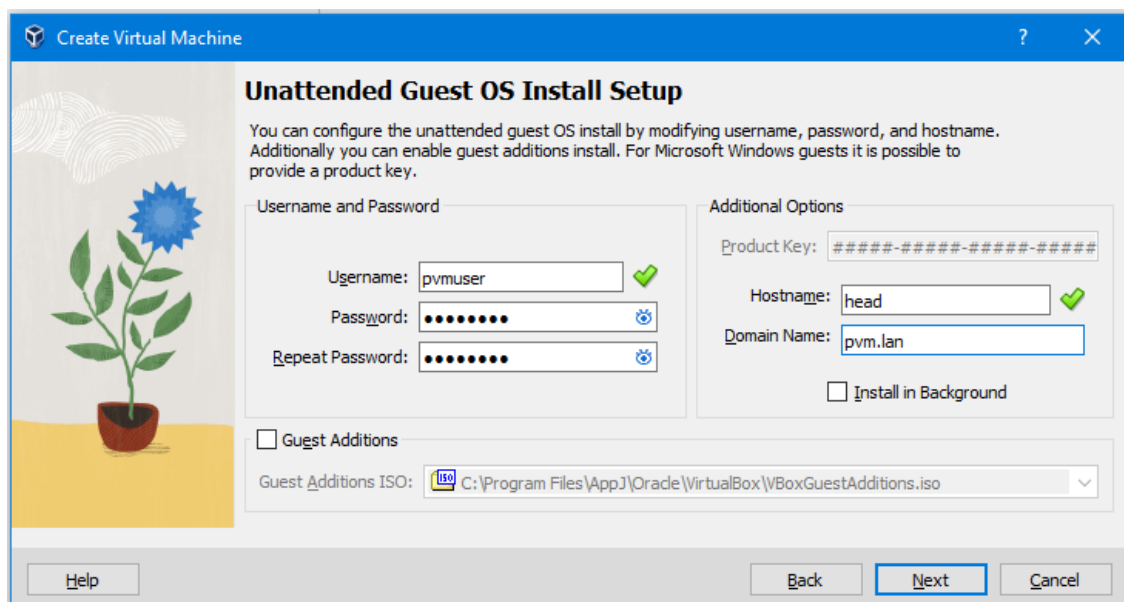 Create Virtual Machine
?
Unattended Guest OS Install Setup
You can configure the unattended guest OS install by modifying username, password, and hostname.
Additionally you can enable guest additions install. For Microsoft Windows guests it is possible to
provide a product key.
Username and Password
Username: pvmuser
Password: ●●●●●●●●
Repeat Password: ●●●●●●●●
Additional Options
Product Key: #####-#####-#####-#####
Hostname: head
Domain Name: pvm.lan
Install in Background
Guest Additions
Guest Additions ISO: ISO C:\Program Files\AppJ\Oracle\VirtualBox\VBoxGuestAdditions.iso
Help
Back
Next
Cancel